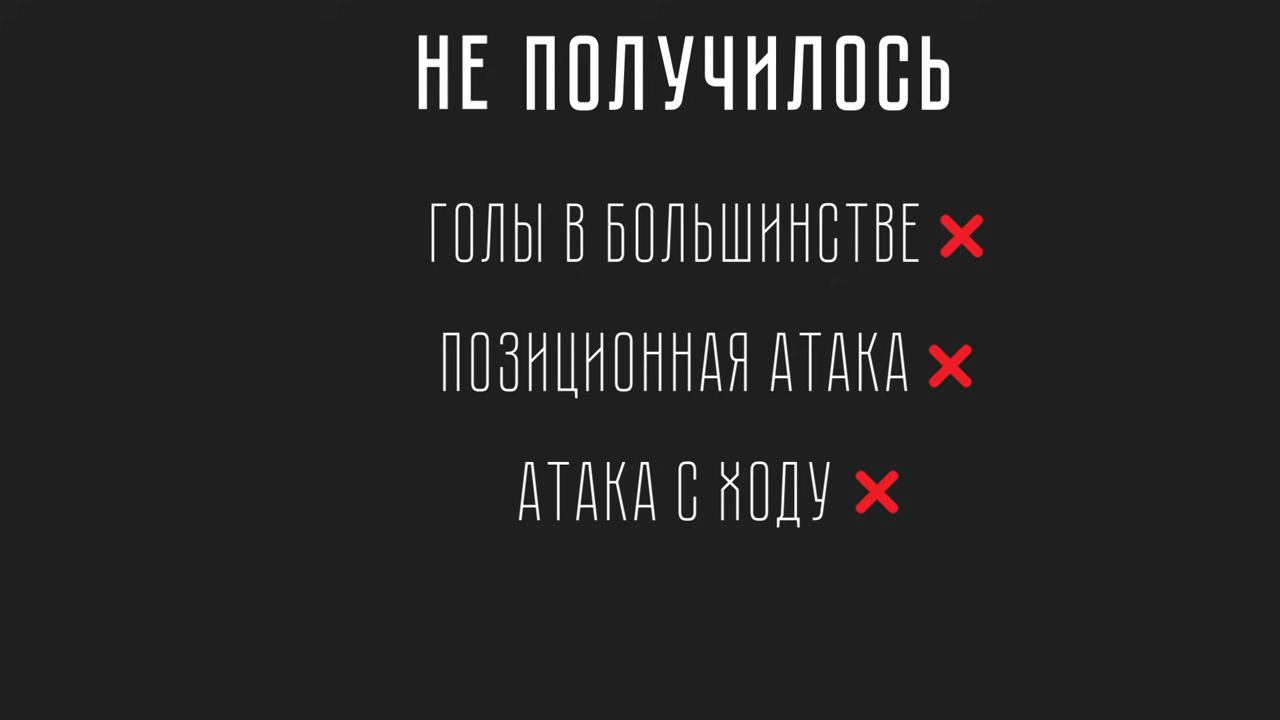 НЕ ПОЛУЧИЛОСЬ
ГОЛЫ В БОЛЬШИНСТВЕ
ПОЗИЦИОННАЯ АТАКА
АТАКА С ХОДУ